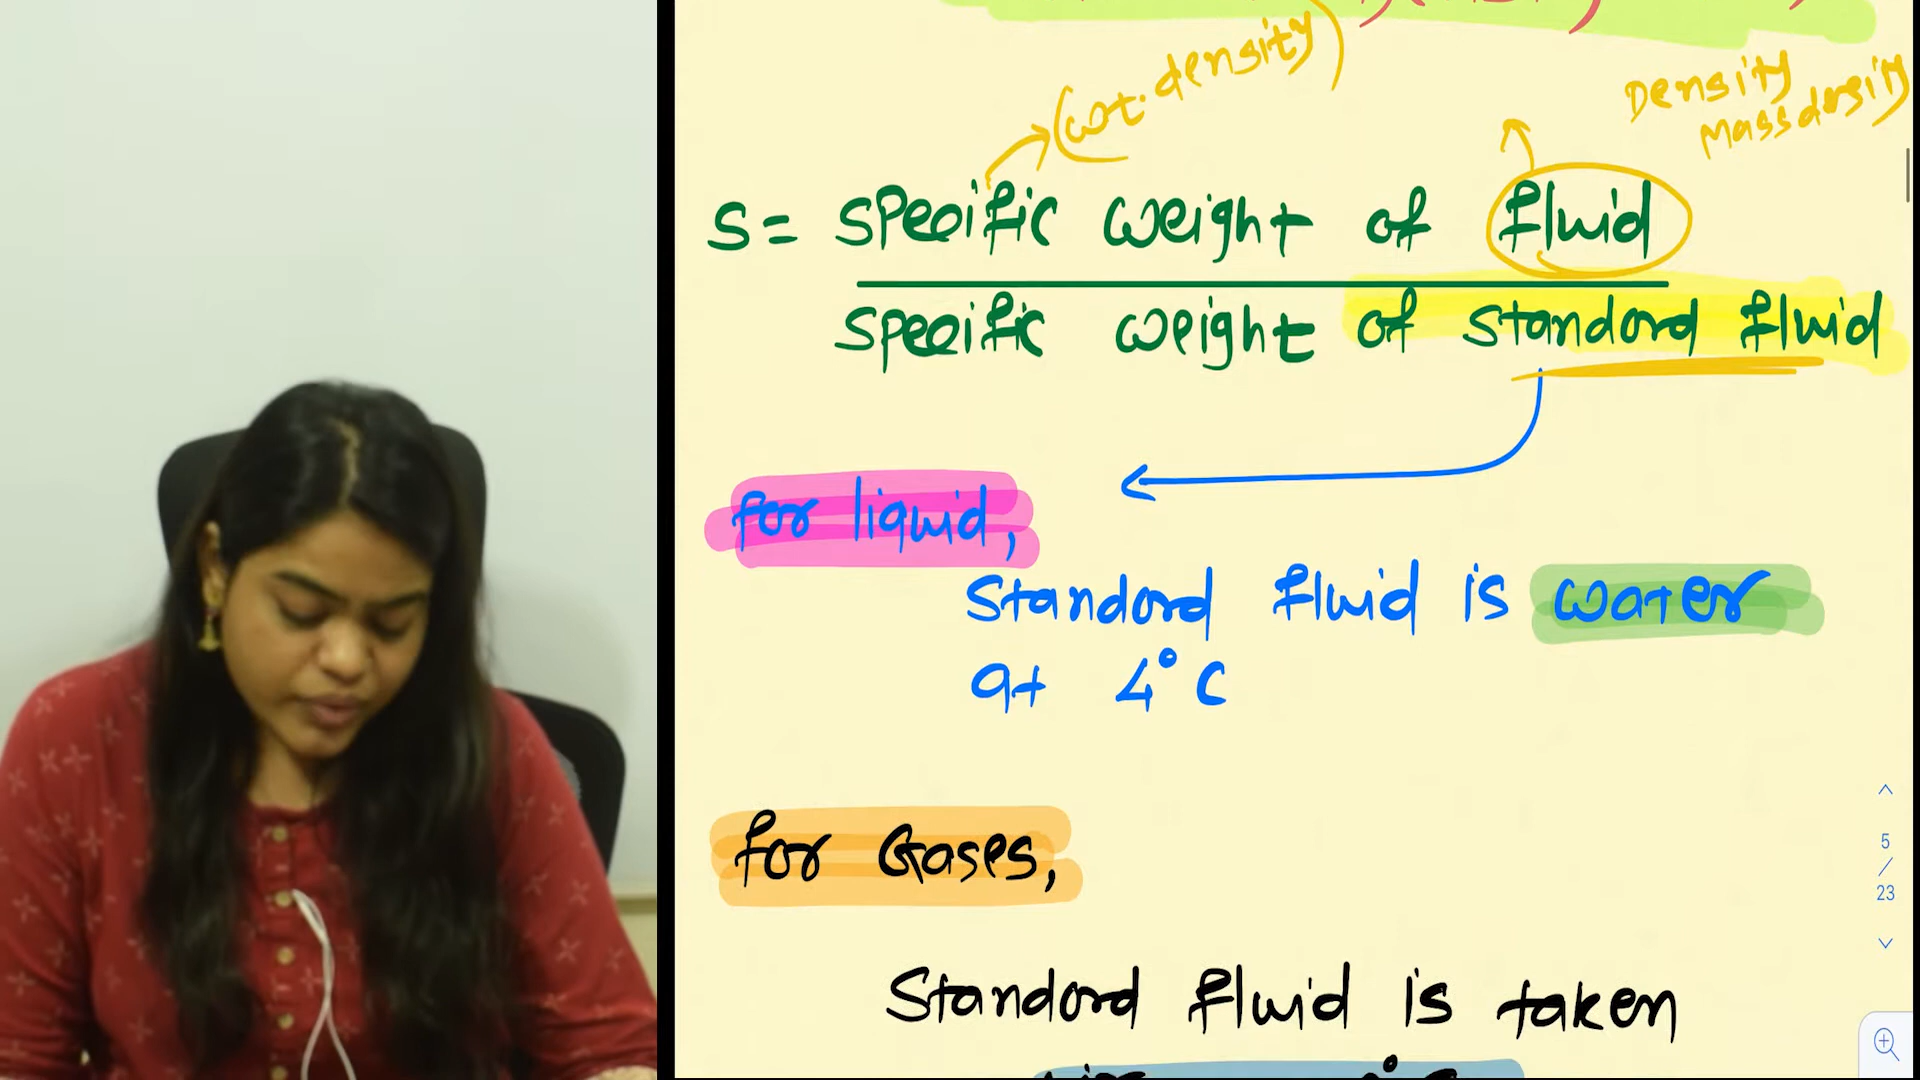 (wt. density)
Density
Mass density
S = Specific weight of fluid
Specific weight of standard fluid
for liquid,
Standard fluid is water
at 4°C
for Gases,
Standard fluid is taken
5
/
23